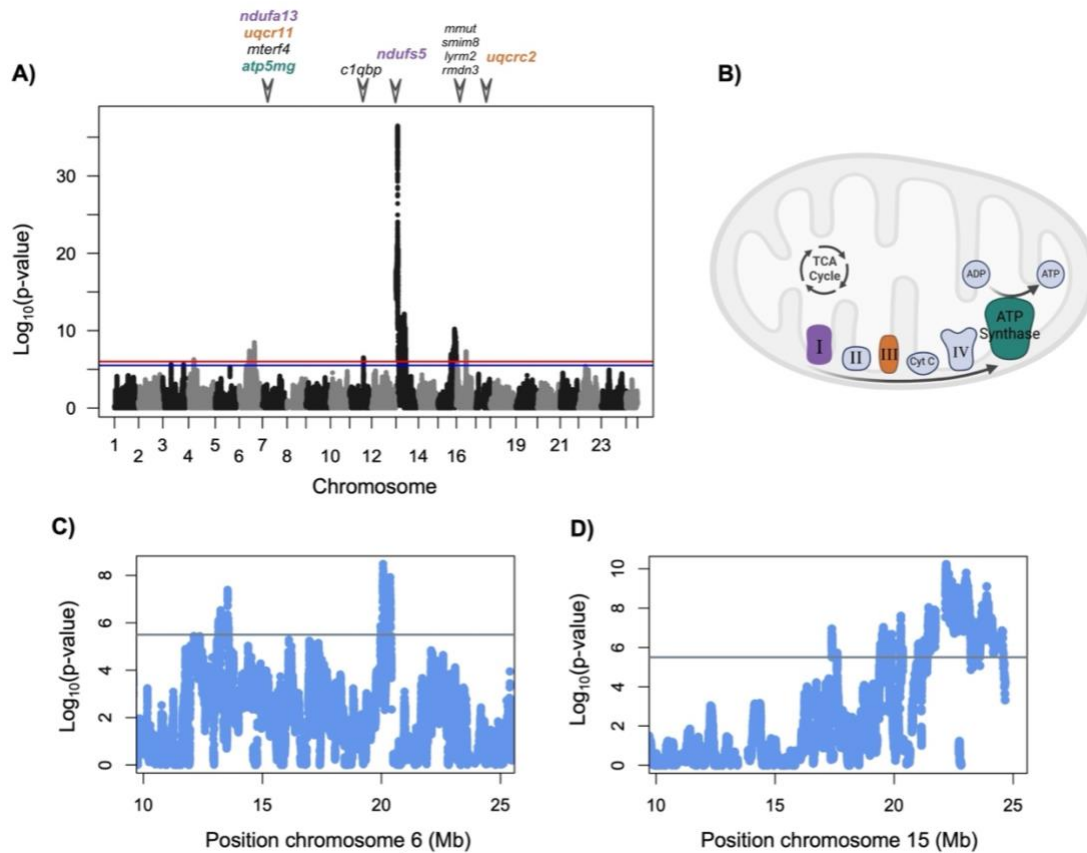 A)
ndufa13
uqcr11
mterf4
atp5mg
c1qbp
ndufs5
mmut
smim8
lyrm2
rmdn3
uqcrc2
Log10(p-value)
30
20
10
0
1 2 3 4 5 6 7 8 10 12 14 16 19 21 23
Chromosome
B)
TCA
Cycle
ADP
ATP
I
II
III
Cyt C
IV
ATP
Synthase
C)
Log10(p-value)
8
6
4
2
0
10 15 20 25
Position chromosome 6 (Mb)
D)
Log10(p-value)
10
8
6
4
2
0
10 15 20 25
Position chromosome 15 (Mb)